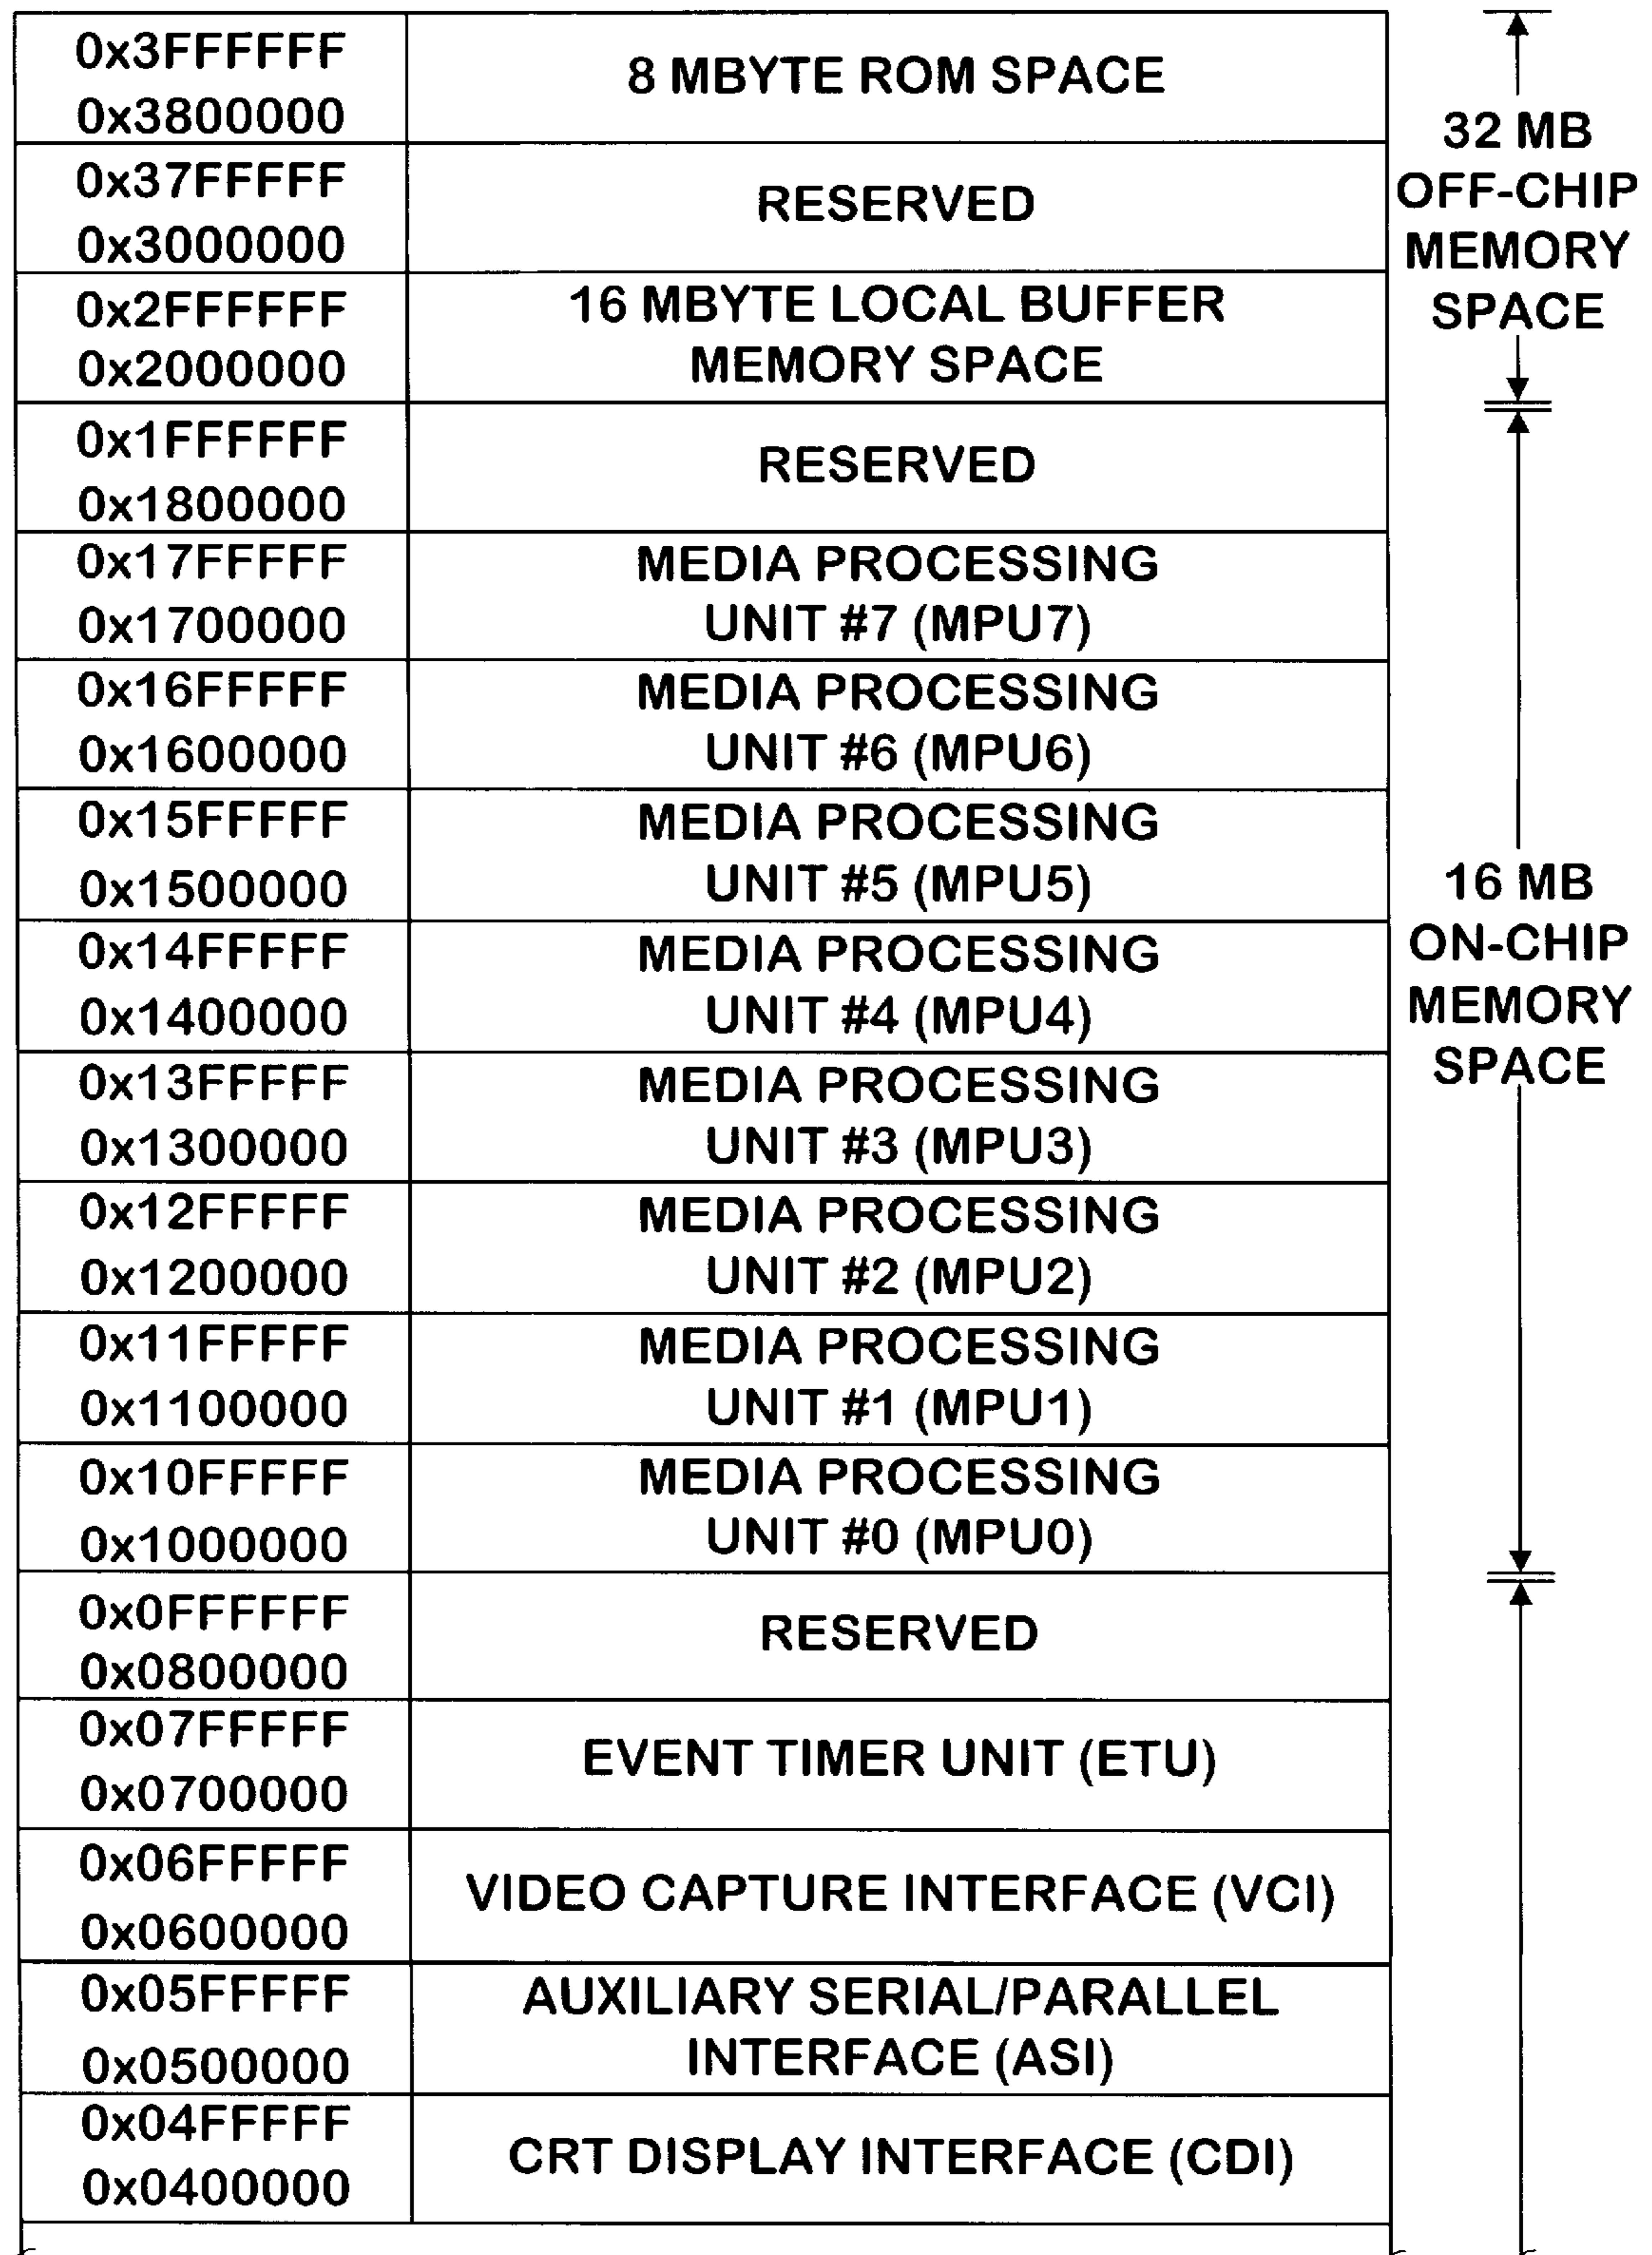 0x3FFFFFF
0x3800000
8 MBYTE ROM SPACE
0x37FFFFF
0x3000000
RESERVED
0x2FFFFFF
0x2000000
16 MBYTE LOCAL BUFFER
MEMORY SPACE
32 MB
OFF-CHIP
MEMORY
SPACE
0x1FFFFFF
0x1800000
RESERVED
0x17FFFFF
0x1700000
MEDIA PROCESSING
UNIT #7 (MPU7)
0x16FFFFF
0x1600000
MEDIA PROCESSING
UNIT #6 (MPU6)
0x15FFFFF
0x1500000
MEDIA PROCESSING
UNIT #5 (MPU5)
0x14FFFFF
0x1400000
MEDIA PROCESSING
UNIT #4 (MPU4)
0x13FFFFF
0x1300000
MEDIA PROCESSING
UNIT #3 (MPU3)
0x12FFFFF
0x1200000
MEDIA PROCESSING
UNIT #2 (MPU2)
0x11FFFFF
0x1100000
MEDIA PROCESSING
UNIT #1 (MPU1)
0x10FFFFF
0x1000000
MEDIA PROCESSING
UNIT #0 (MPU0)
16 MB
ON-CHIP
MEMORY
SPACE
0x0FFFFFF
0x0800000
RESERVED
0x07FFFFF
0x0700000
EVENT TIMER UNIT (ETU)
0x06FFFFF
0x0600000
VIDEO CAPTURE INTERFACE (VCI)
0x05FFFFF
0x0500000
AUXILIARY SERIAL/PARALLEL
INTERFACE (ASI)
0x04FFFFF
0x0400000
CRT DISPLAY INTERFACE (CDI)